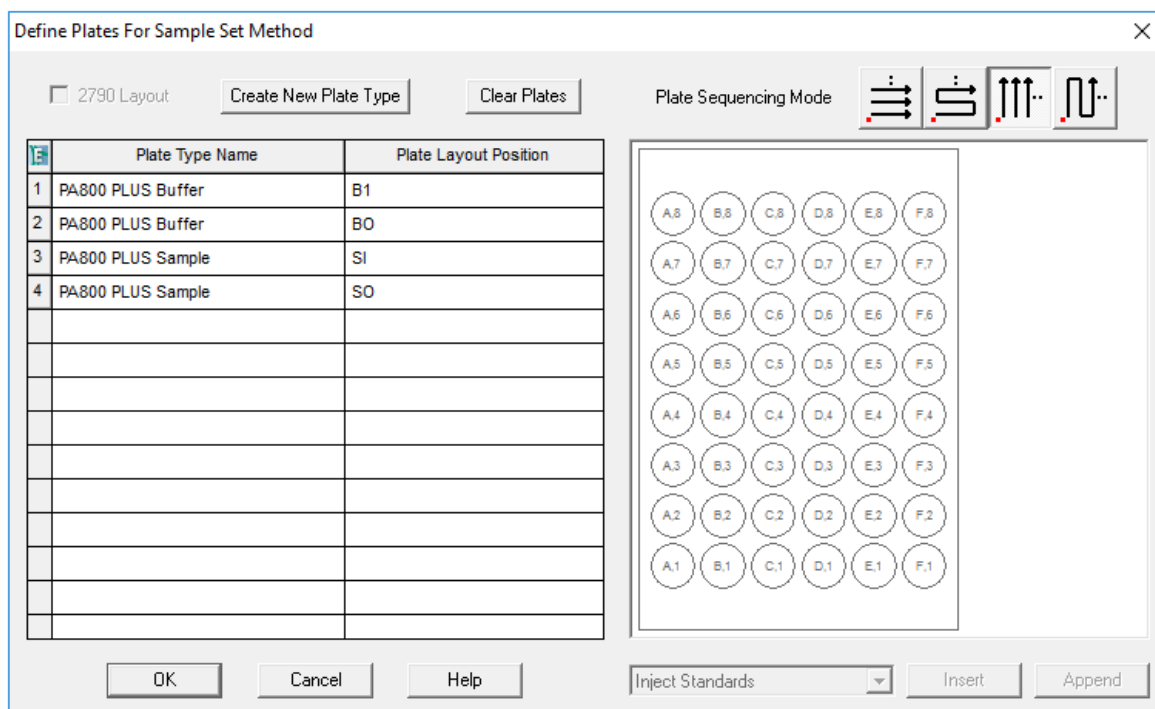 Define Plates For Sample Set Method
2790 Layout
Create New Plate Type
Clear Plates
Plate Sequencing Mode
Plate Type Name Plate Layout Position
1 PA800 PLUS Buffer B1
2 PA800 PLUS Buffer BO
3 PA800 PLUS Sample SI
4 PA800 PLUS Sample SO
A,8 B,8 C,8 D,8 E,8 F,8
A,7 B,7 C,7 D,7 E,7 F,7
A,6 B,6 C,6 D,6 E,6 F,6
A,5 B,5 C,5 D,5 E,5 F,5
A,4 B,4 C,4 D,4 E,4 F,4
A,3 B,3 C,3 D,3 E,3 F,3
A,2 B,2 C,2 D,2 E,2 F,2
A,1 B,1 C,1 D,1 E,1 F,1
OK
Cancel
Help
Inject Standards
Insert
Append